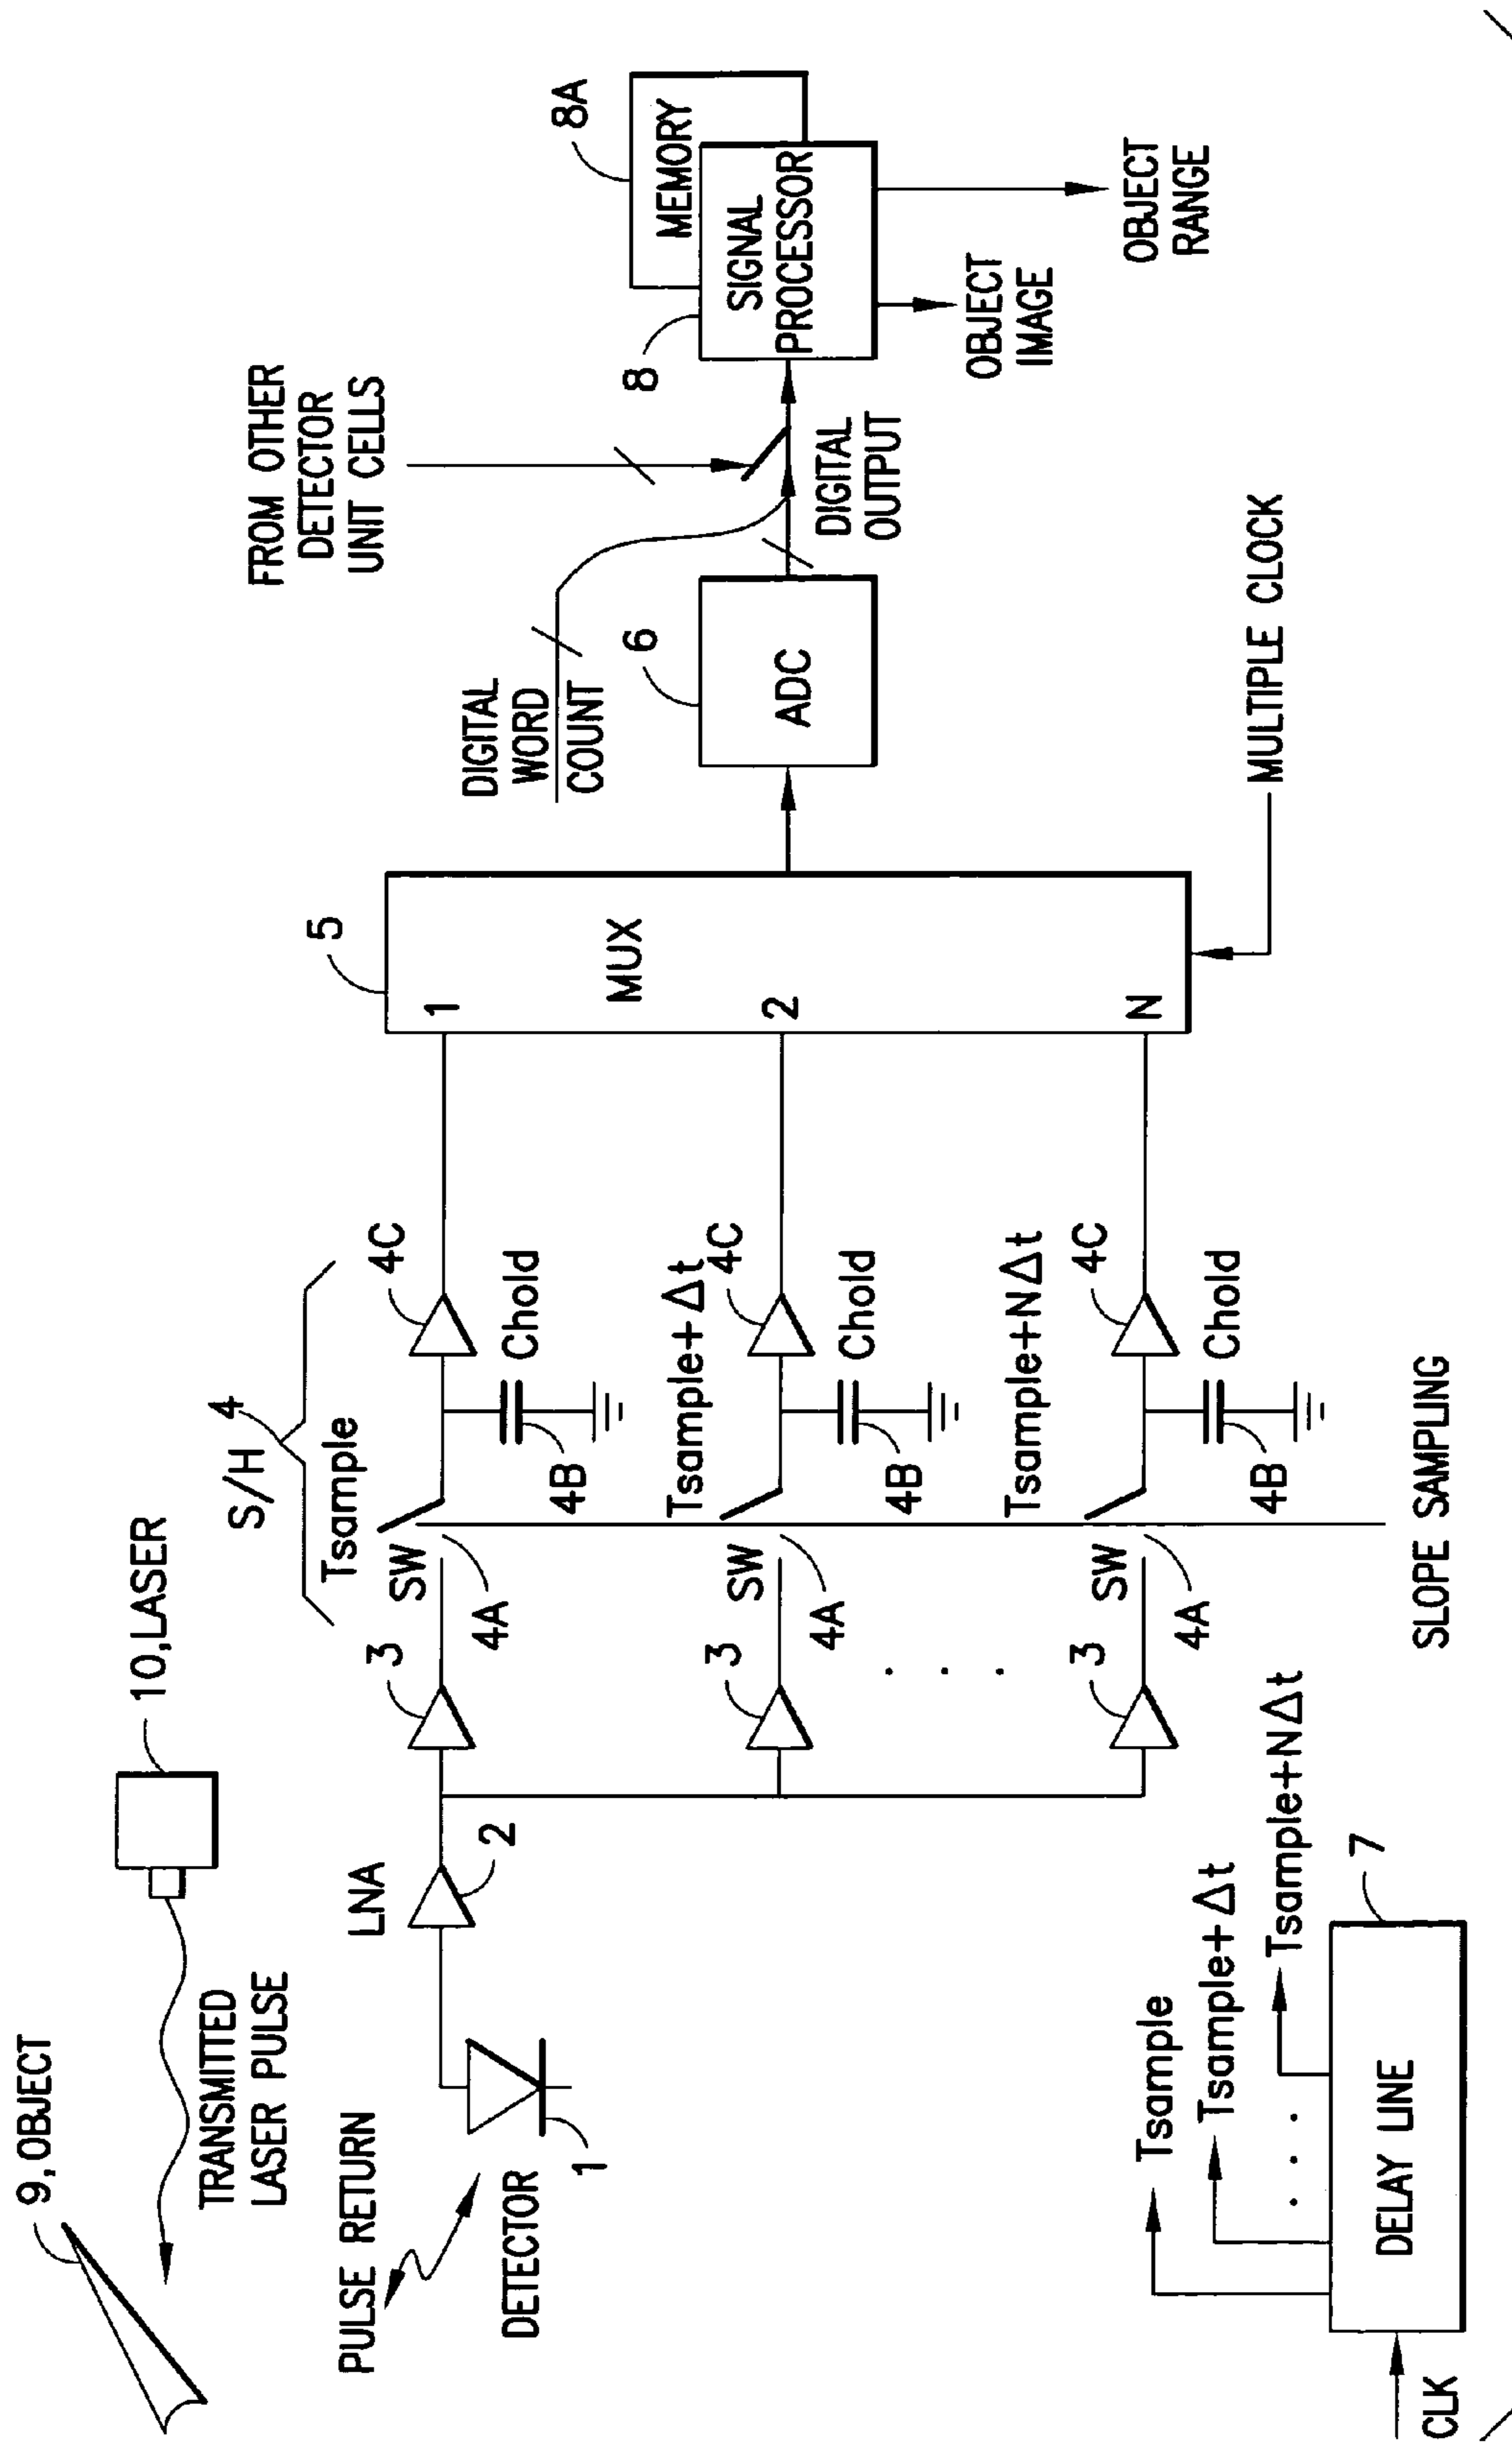 9,OBJECT
10,LASER
TRANSMITTED
LASER PULSE
PULSE RETURN
DETECTOR
1
LNA
2
3
3
3
. . .
S/H
4
Tsample
SW
4A
4B
Chold
4C
Tsample+Δt
SW
4A
4B
Chold
4C
Tsample+NΔt
SW
4A
4B
Chold
4C
SLOPE SAMPLING
5
1
MUX
2
N
MULTIPLE CLOCK
6
ADC
DIGITAL
WORD
COUNT
DIGITAL
OUTPUT
FROM OTHER
DETECTOR
UNIT CELLS
8
SIGNAL
PROCESSOR
8A
MEMORY
OBJECT
IMAGE
OBJECT
RANGE
CLK
DELAY LINE
7
Tsample
Tsample+Δt
. . .
Tsample+NΔt